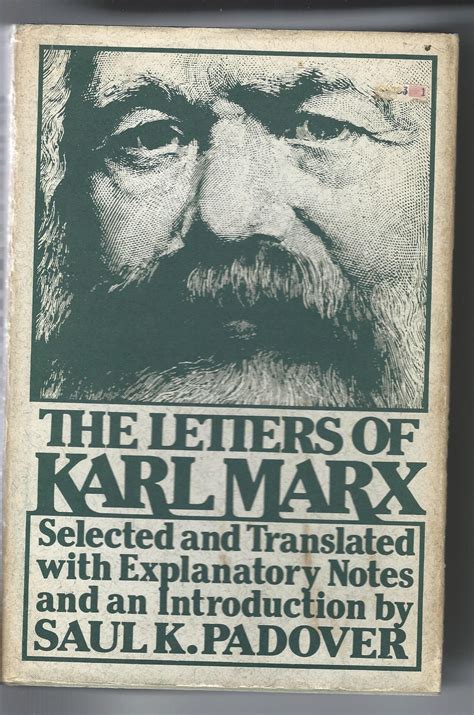 THE LETTERS OF
KARL MARX
Selected and Translated
with Explanatory Notes
and an Introduction by
SAUL K. PADOVER